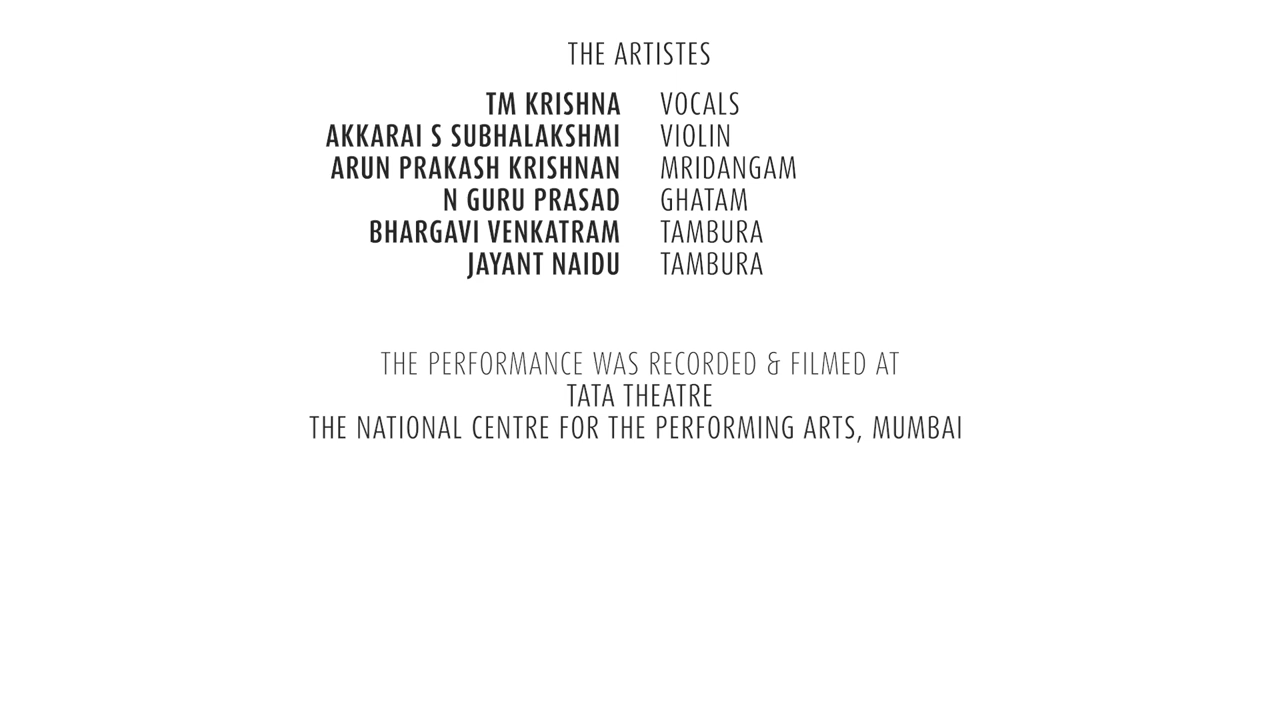 THE ARTISTES
TM KRISHNA VOCALS
AKKARAI S SUBHALAKSHMI VIOLIN
ARUN PRAKASH KRISHNAN MRIDANGAM
N GURU PRASAD GHATAM
BHARGAVI VENKATRAM TAMBURA
JAYANT NAIDU TAMBURA
THE PERFORMANCE WAS RECORDED & FILMED AT
TATA THEATRE
THE NATIONAL CENTRE FOR THE PERFORMING ARTS, MUMBAI